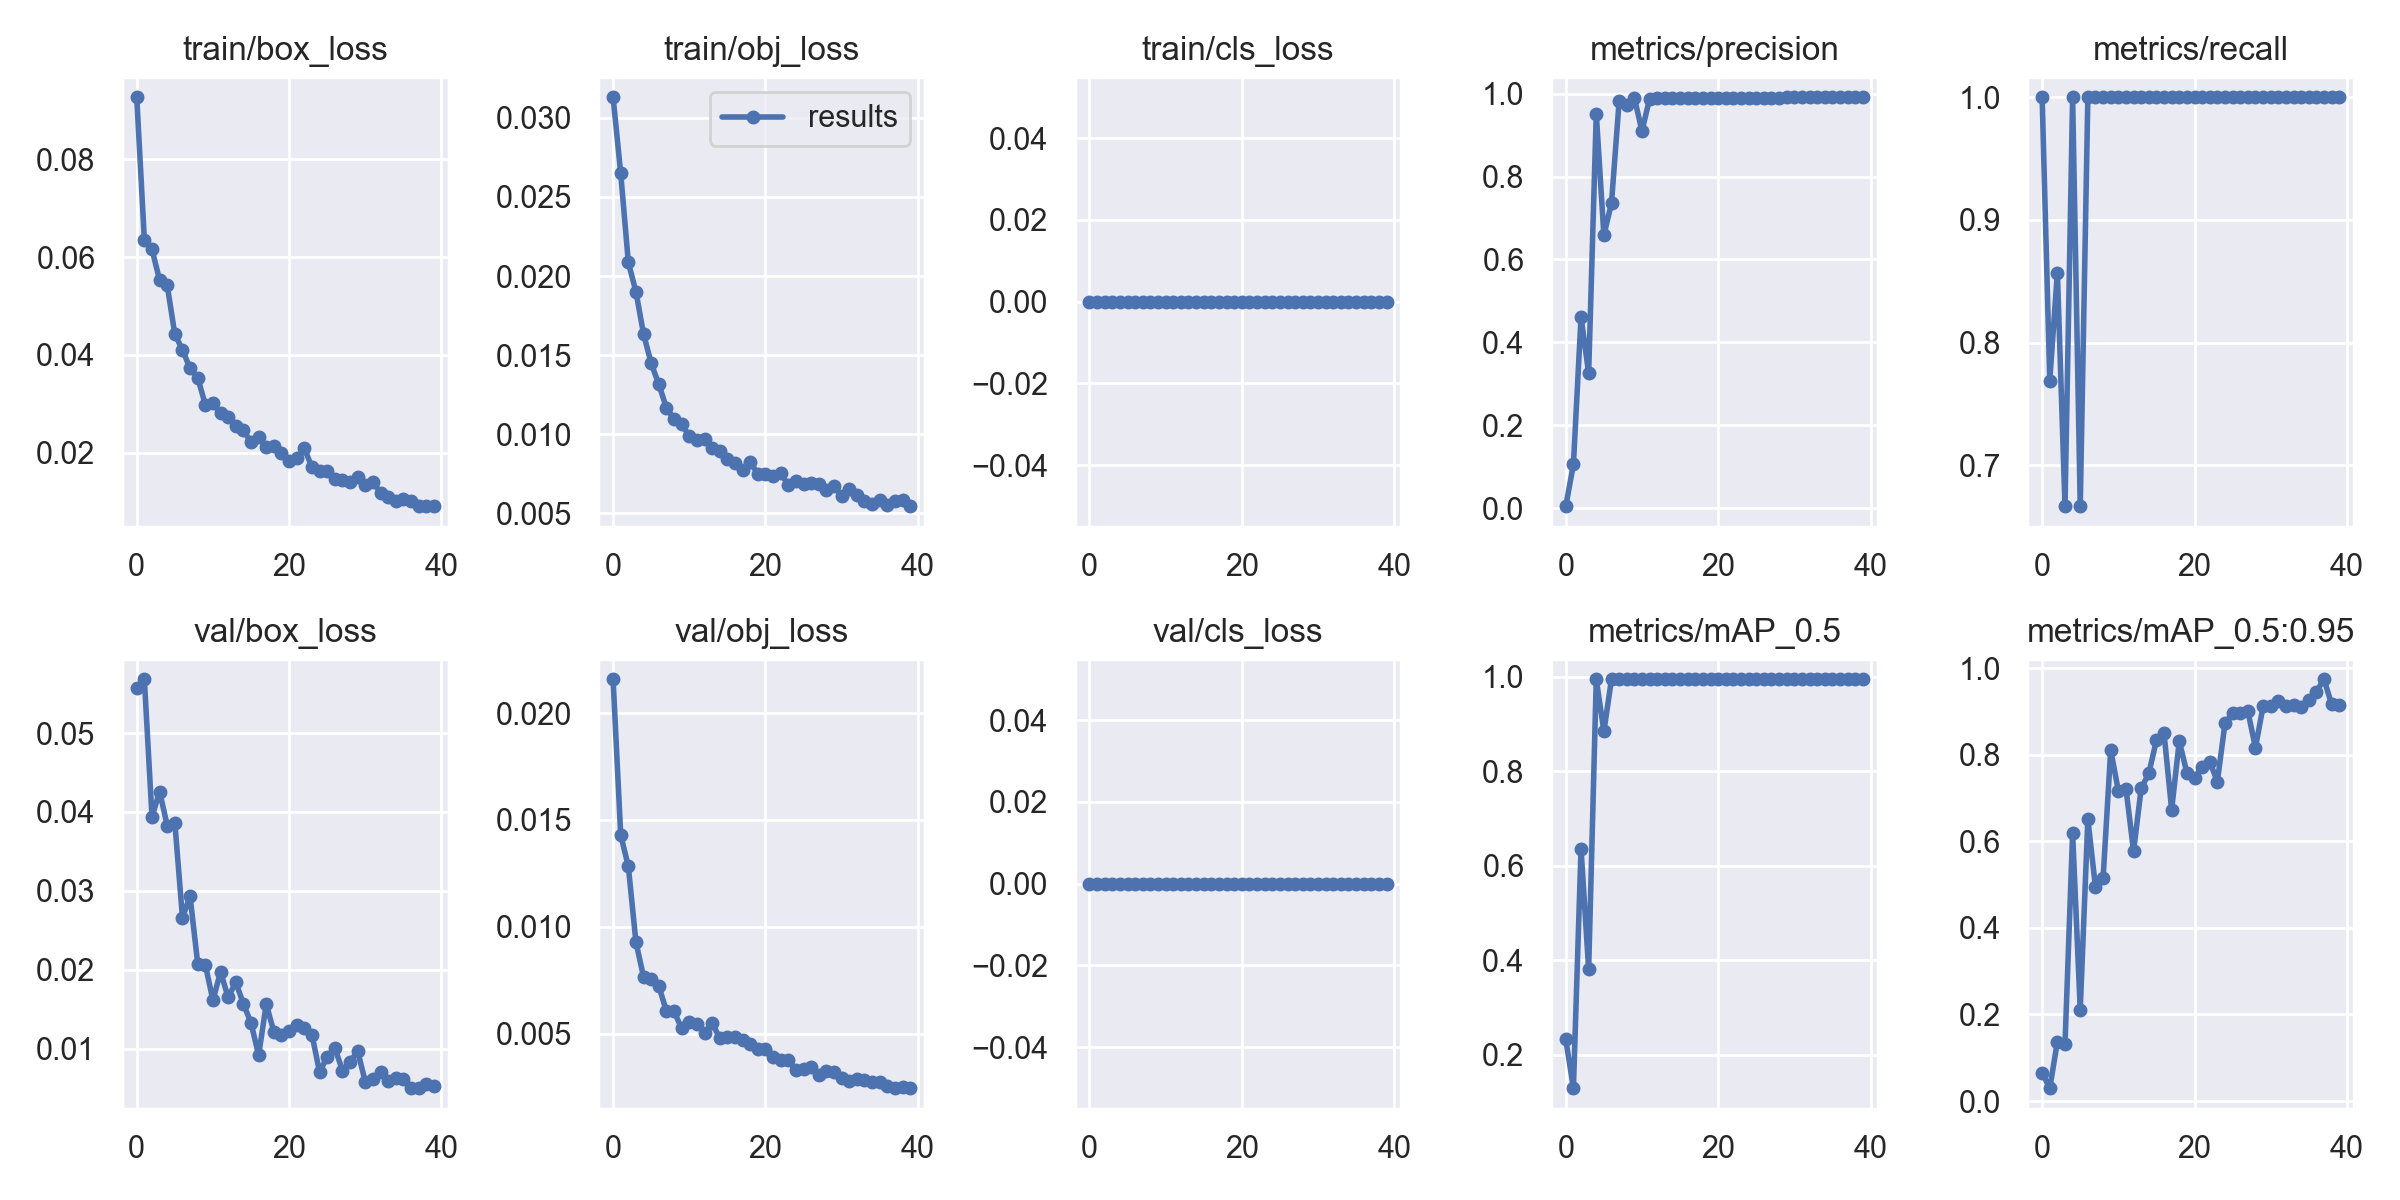 train/box_loss
0.08
0.06
0.04
0.02
0 20 40
train/obj_loss
results
0.030
0.025
0.020
0.015
0.010
0.005
0 20 40
train/cls_loss
0.04
0.02
0.00
−0.02
−0.04
0 20 40
metrics/precision
1.0
0.8
0.6
0.4
0.2
0.0
0 20 40
metrics/recall
1.0
0.9
0.8
0.7
0 20 40
val/box_loss
0.05
0.04
0.03
0.02
0.01
0 20 40
val/obj_loss
0.020
0.015
0.010
0.005
0 20 40
val/cls_loss
0.04
0.02
0.00
−0.02
−0.04
0 20 40
metrics/mAP_0.5
1.0
0.8
0.6
0.4
0.2
0 20 40
metrics/mAP_0.5:0.95
1.0
0.8
0.6
0.4
0.2
0.0
0 20 40